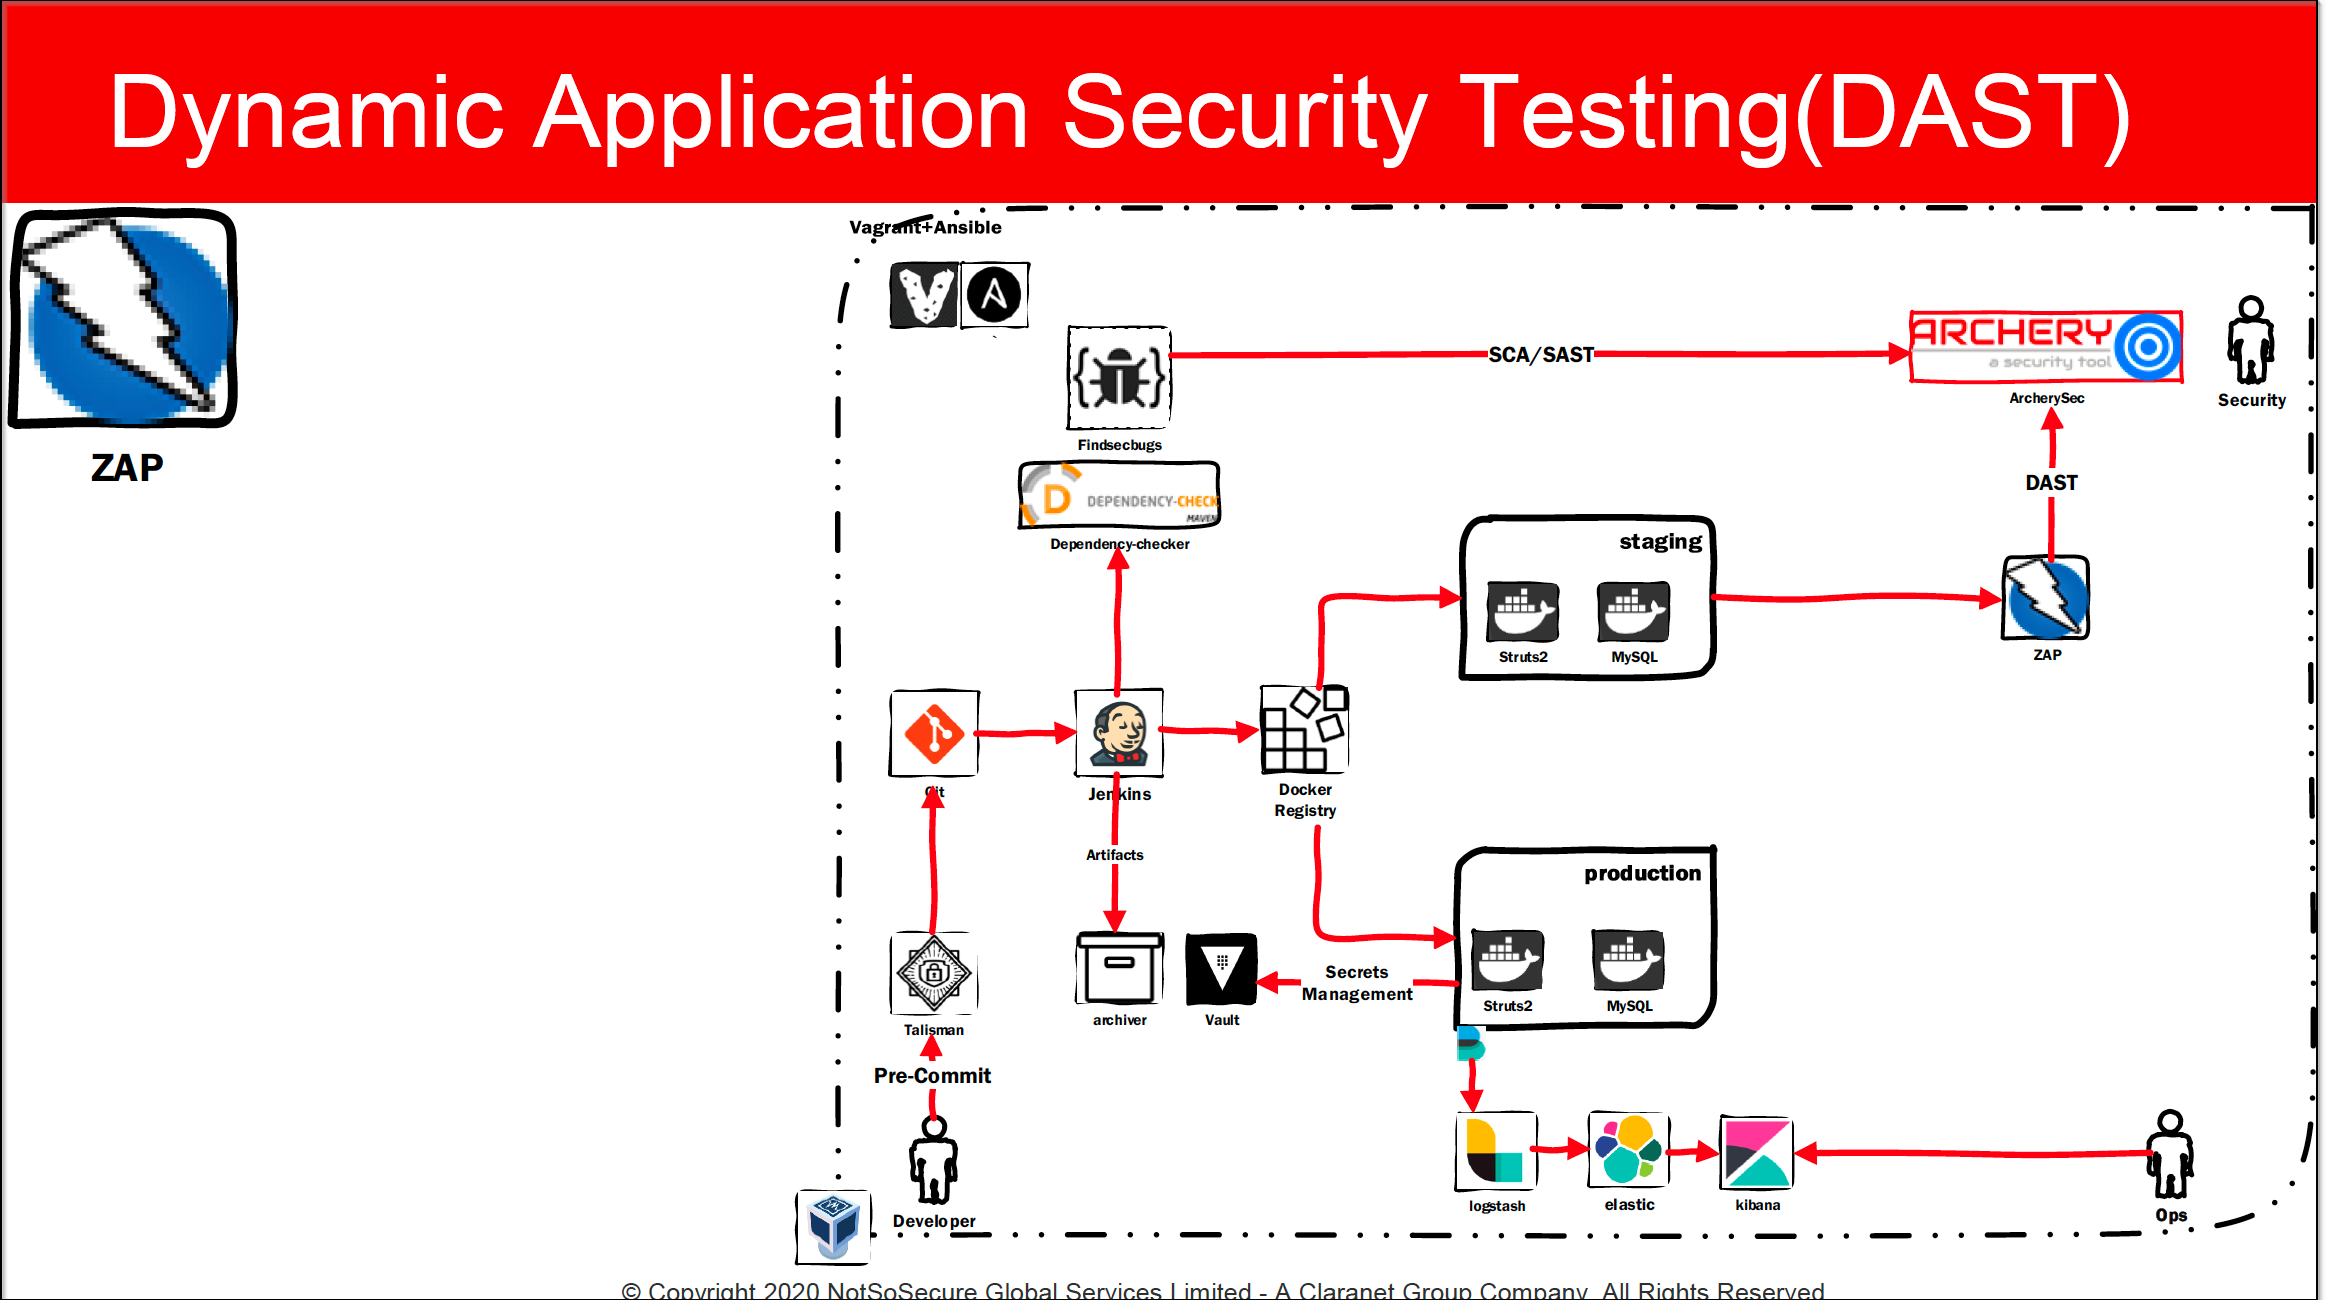 Dynamic Application Security Testing(DAST)
ZAP
Vagrant+Ansible
Findsecbugs
SCA/SAST
ARCHERY
a security tool
ArcherySec
Security
DEPENDENCY-CHECK
MAVEN
Dependency-checker
DAST
staging
Struts2
MySQL
ZAP
Git
Jenkins
Docker
Registry
Artifacts
production
Struts2
MySQL
Secrets
Management
Talisman
archiver
Vault
Pre-Commit
Developer
logstash
elastic
kibana
Ops
© Copyright 2020 NotSoSecure Global Services Limited - A Claranet Group Company, All Rights Reserved